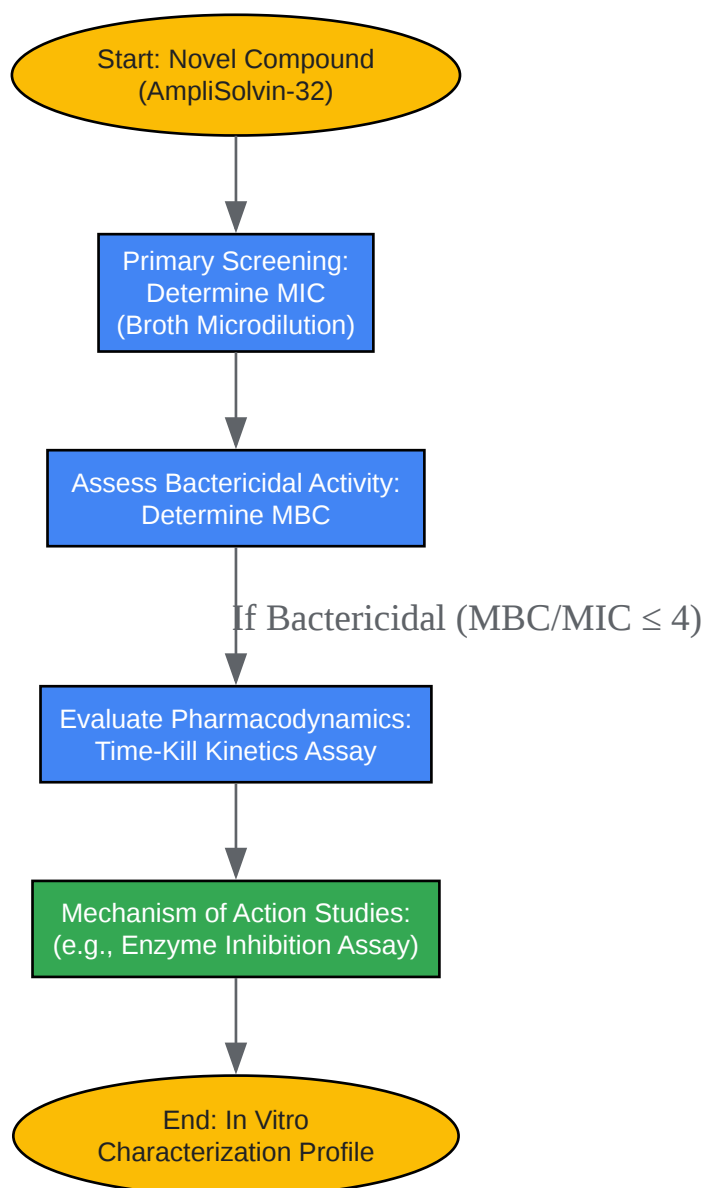 Start: Novel Compound
(AmpliSolvin-32)
Primary Screening:
Determine MIC
(Broth Microdilution)
Assess Bactericidal Activity:
Determine MBC
If Bactericidal (MBC/MIC ≤ 4)
Evaluate Pharmacodynamics:
Time-Kill Kinetics Assay
Mechanism of Action Studies:
(e.g., Enzyme Inhibition Assay)
End: In Vitro
Characterization Profile